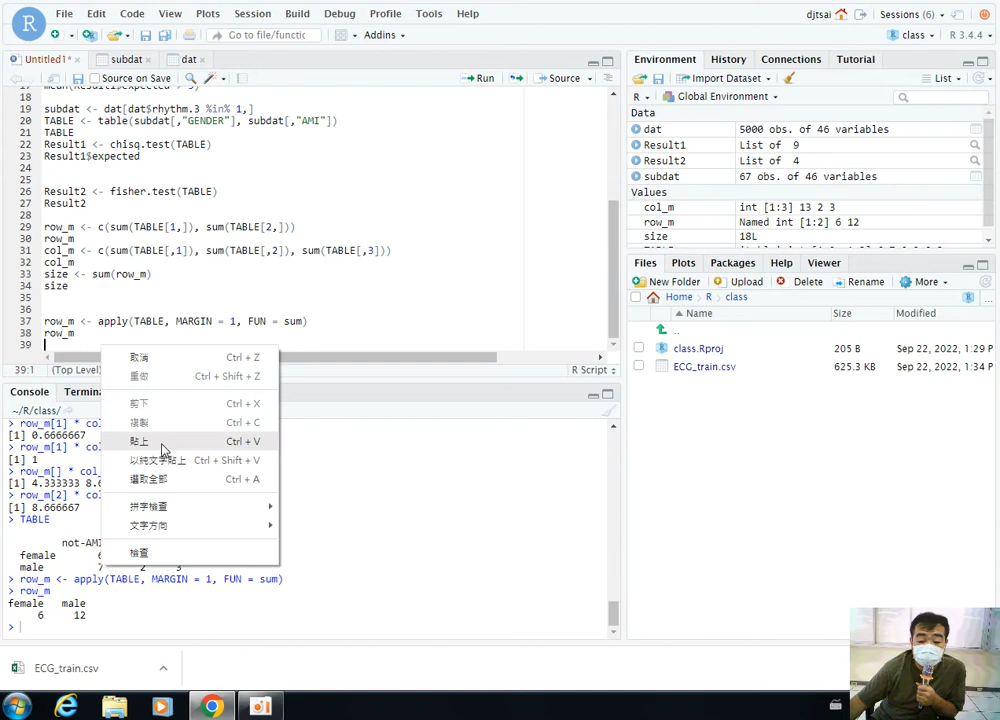 File Edit Code View Plots Session Build Debug Profile Tools Help
djtsai
Sessions (6)
Go to file/functic
Addins
class
R 3.4.4
Untitled1*
subdat
dat
Source on Save
Run
Source
17 mean(Result1$expected > 5)
18
19 subdat <- dat[dat$rhythm.3 %in% 1,]
20 TABLE <- table(subdat[,"GENDER"], subdat[,"AMI"])
21 TABLE
22 Result1 <- chisq.test(TABLE)
23 Result1$expected
24
25
26 Result2 <- fisher.test(TABLE)
27 Result2
28
29 row_m <- c(sum(TABLE[1,]), sum(TABLE[2,]))
30 row_m
31 col_m <- c(sum(TABLE[,1]), sum(TABLE[,2]), sum(TABLE[,3]))
32 col_m
33 size <- sum(row_m)
34 size
35
36
37 row_m <- apply(TABLE, MARGIN = 1, FUN = sum)
38 row_m
39
39:1 (Top Level)
R Script
取消 Ctrl + Z
重做 Ctrl + Shift + Z
剪下 Ctrl + X
複製 Ctrl + C
貼上 Ctrl + V
以純文字貼上 Ctrl + Shift + V
選取全部 Ctrl + A
拼字檢查
文字方向
檢查
Console
Termin
~/R/class/
> row_m[1] * co
[1] 0.6666667
> row_m[1] * co
[1] 1
> row_m[] * col_
[1] 4.333333 8.6
> row_m[2] * co
[1] 8.666667
> TABLE
not-AMI
female 6
male 7 2 3
> row_m <- apply(TABLE, MARGIN = 1, FUN = sum)
> row_m
female male
6 12
>
Environment History Connections Tutorial
Import Dataset
List
R
Global Environment
Data
dat 5000 obs. of 46 variables
Result1 List of 9
Result2 List of 4
subdat 67 obs. of 46 variables
Values
col_m int [1:3] 13 2 3
row_m Named int [1:2] 6 12
size 18L
Files Plots Packages Help Viewer
New Folder Upload Delete Rename More
Home R class
...
Name Size Modified
..
class.Rproj 205 B Sep 22, 2022, 1:29 P
ECG_train.csv 625.3 KB Sep 22, 2022, 1:34 P
ECG_train.csv